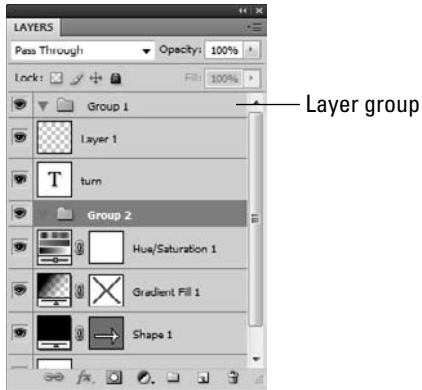 LAYERS
Pass Through Opacity: 100%
Lock: Fill: 100%
Group 1
Layer group
Layer 1
T turn
Group 2
Hue/Saturation 1
Gradient Fill 1
Shape 1
fx.